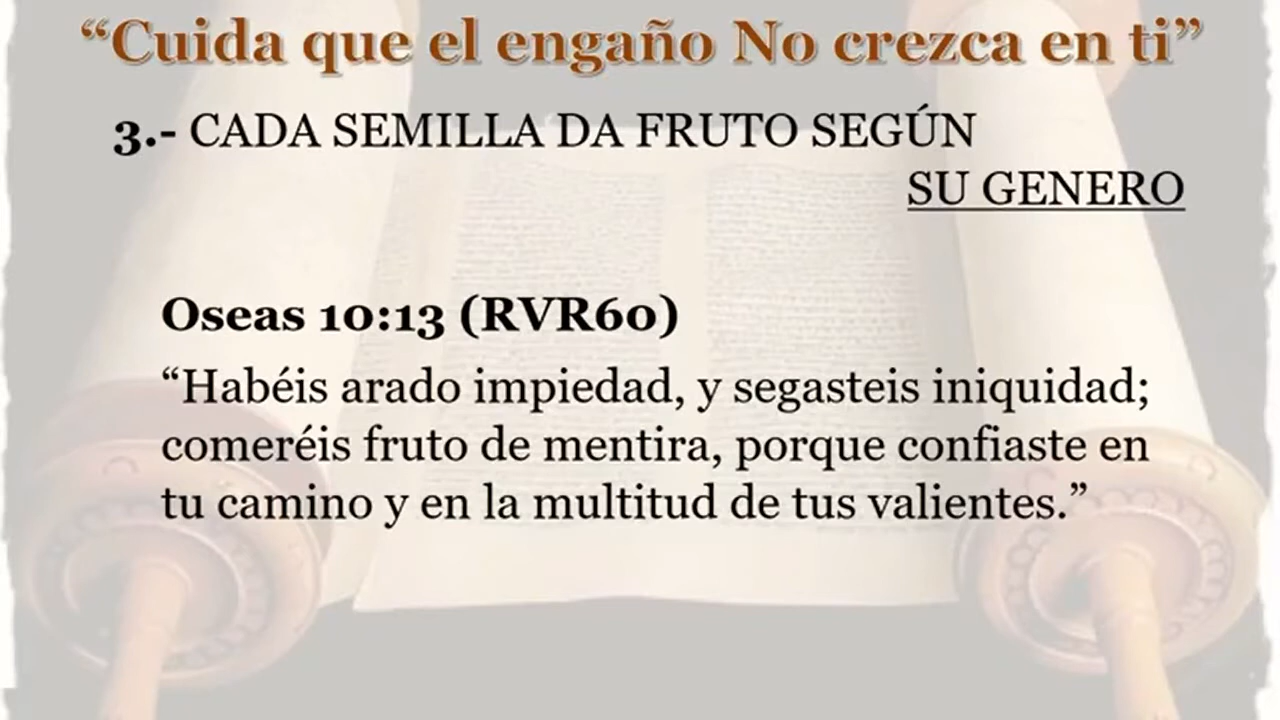 “Cuida que el engaño No crezca en ti”
3.- CADA SEMILLA DA FRUTO SEGÚN
SU GENERO
Oseas 10:13 (RVR60)
“Habéis arado impiedad, y segasteis iniquidad;
comeréis fruto de mentira, porque confiaste en
tu camino y en la multitud de tus valientes.”